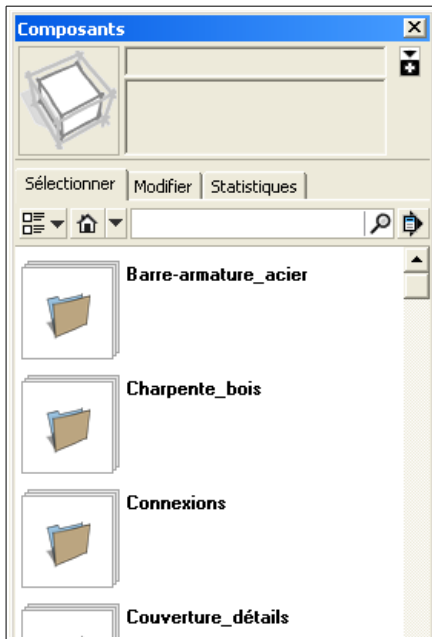 Composants
Sélectionner Modifier Statistiques
Barre-armature_acier
Charpente_bois
Connexions
Couverture_détails